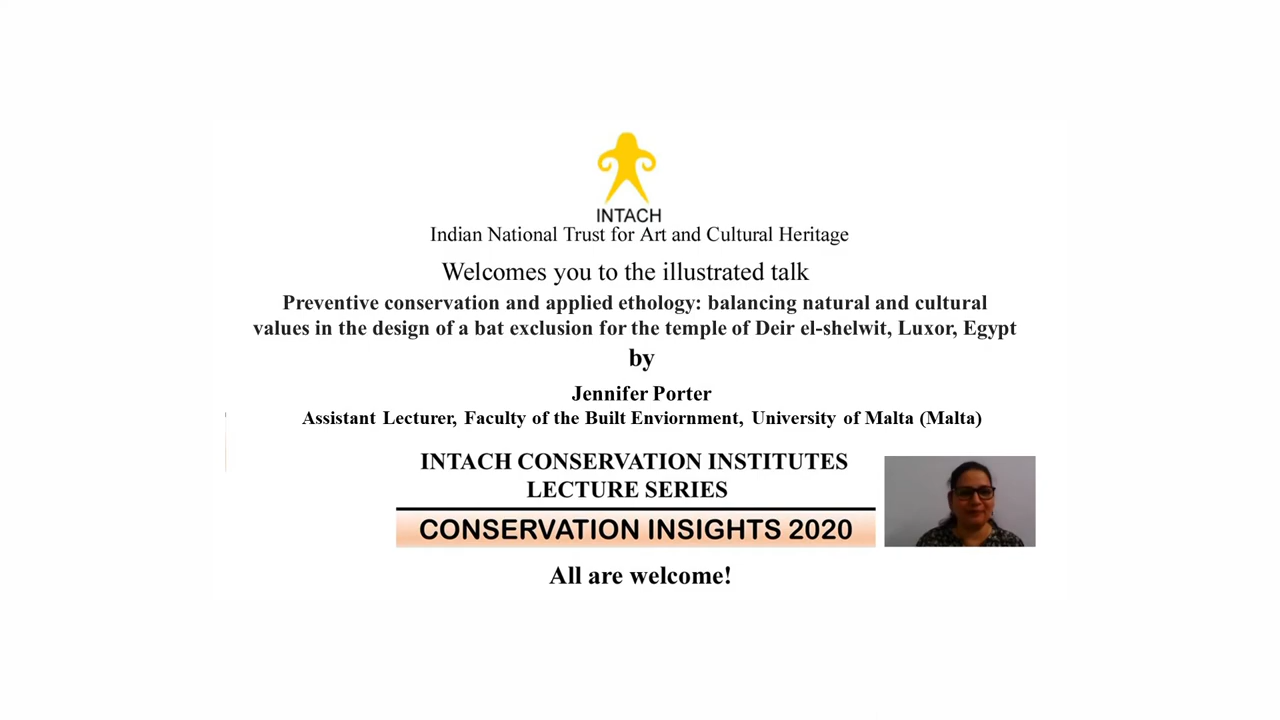 INTACH
Indian National Trust for Art and Cultural Heritage
Welcomes you to the illustrated talk
Preventive conservation and applied ethology: balancing natural and cultural
values in the design of a bat exclusion for the temple of Deir el-shelwit, Luxor, Egypt
by
Jennifer Porter
Assistant Lecturer, Faculty of the Built Enviornment, University of Malta (Malta)
INTACH CONSERVATION INSTITUTES
LECTURE SERIES
CONSERVATION INSIGHTS 2020
All are welcome!